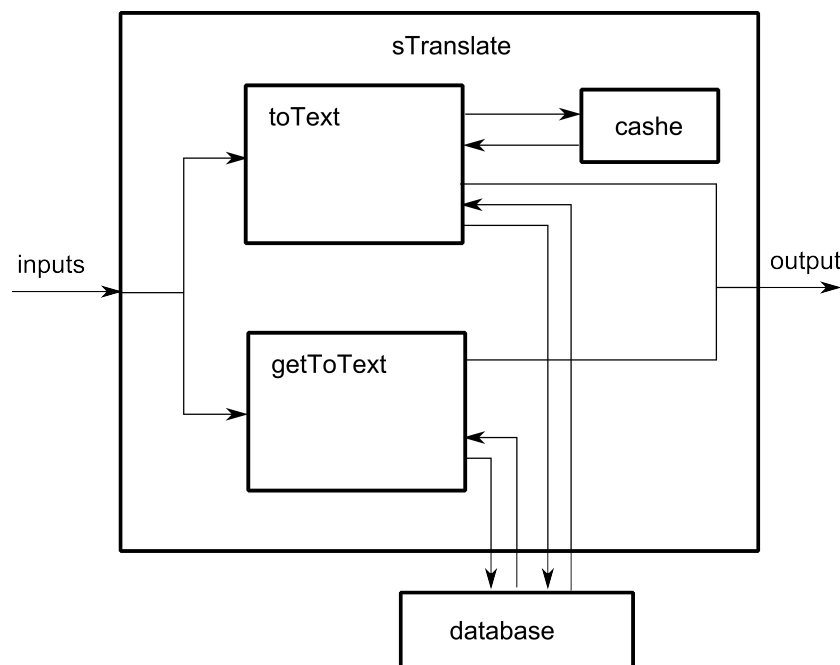 sTranslate
toText
cashe
inputs
output
getToText
database